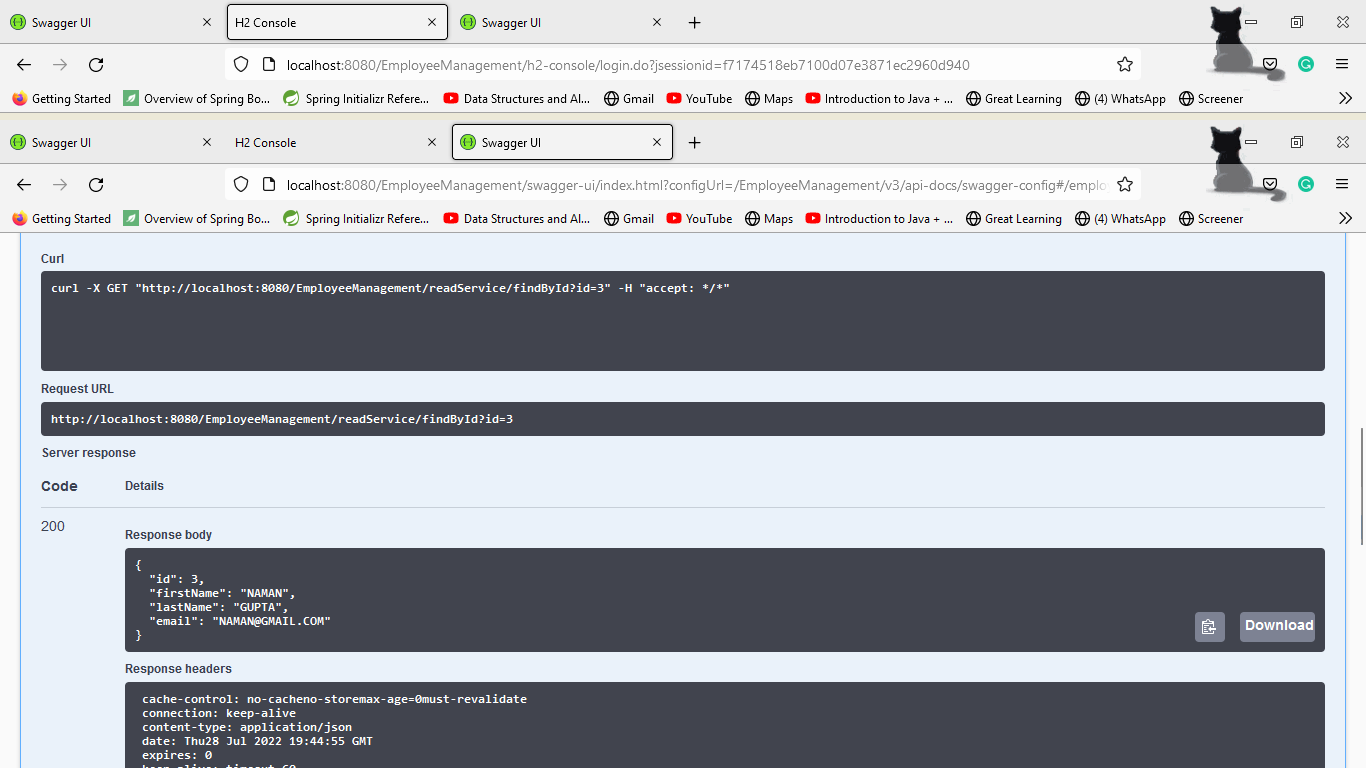 Swagger UI H2 Console Swagger UI
localhost:8080/EmployeeManagement/h2-console/login.do?jsessionid=f7174518eb7100d07e3871ec2960d940
Getting Started Overview of Spring Bo... Spring Initializr Refere... Data Structures and Al... Gmail YouTube Maps Introduction to Java + ... Great Learning (4) WhatsApp Screener
Swagger UI H2 Console Swagger UI
localhost:8080/EmployeeManagement/swagger-ui/index.html?configUrl=/EmployeeManagement/v3/api-docs/swagger-config#/emplo
Getting Started Overview of Spring Bo... Spring Initializr Refere... Data Structures and Al... Gmail YouTube Maps Introduction to Java + ... Great Learning (4) WhatsApp Screener
Curl
curl -X GET "http://localhost:8080/EmployeeManagement/readService/findById?id=3" -H "accept: */*"
Request URL
http://localhost:8080/EmployeeManagement/readService/findById?id=3
Server response
Code Details
200
Response body
{
"id": 3,
"firstName": "NAMAN",
"lastName": "GUPTA",
"email": "NAMAN@GMAIL.COM"
}
Download
Response headers
cache-control: no-cacheno-storemax-age=0must-revalidate
connection: keep-alive
content-type: application/json
date: Thu28 Jul 2022 19:44:55 GMT
expires: 0
keep-alive: timeout=60